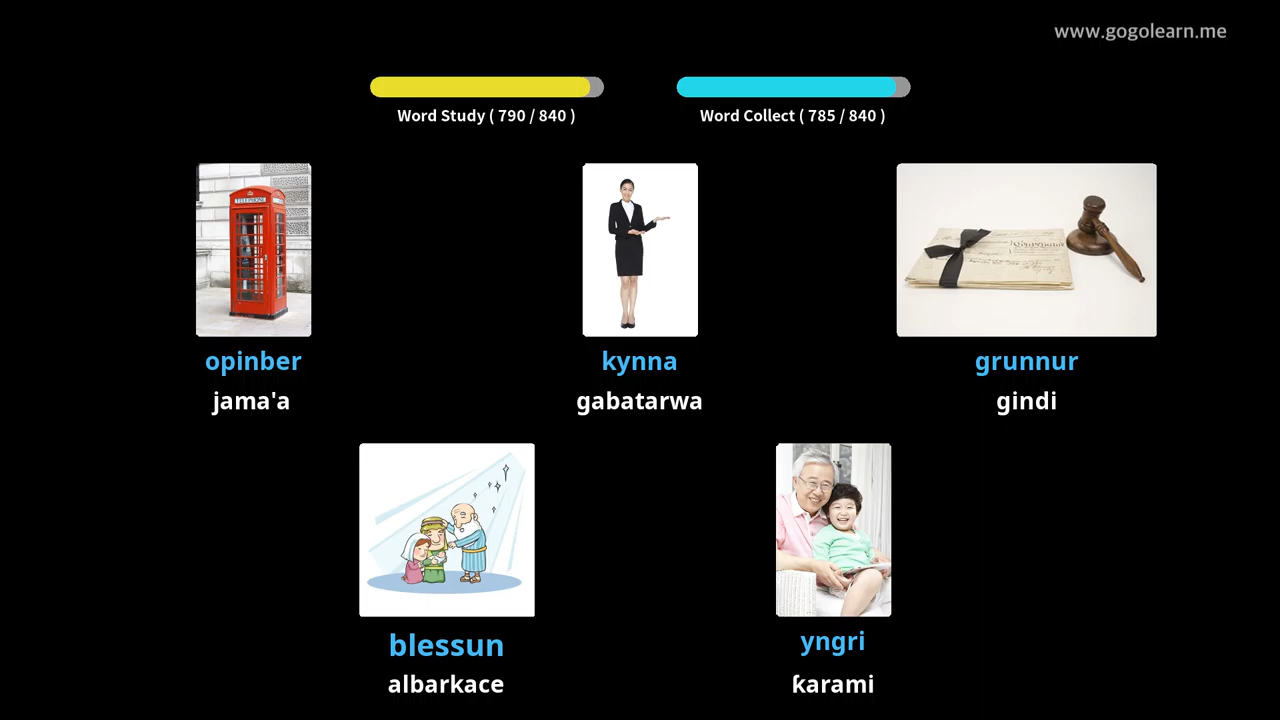 www.gogolearn.me
Word Study ( 790 / 840 )
Word Collect ( 785 / 840 )
TELEPHONE
opinber
kynna
grunnur
jama'a
gabatarwa
gindi
blessun
yngri
albarkace
ƙarami